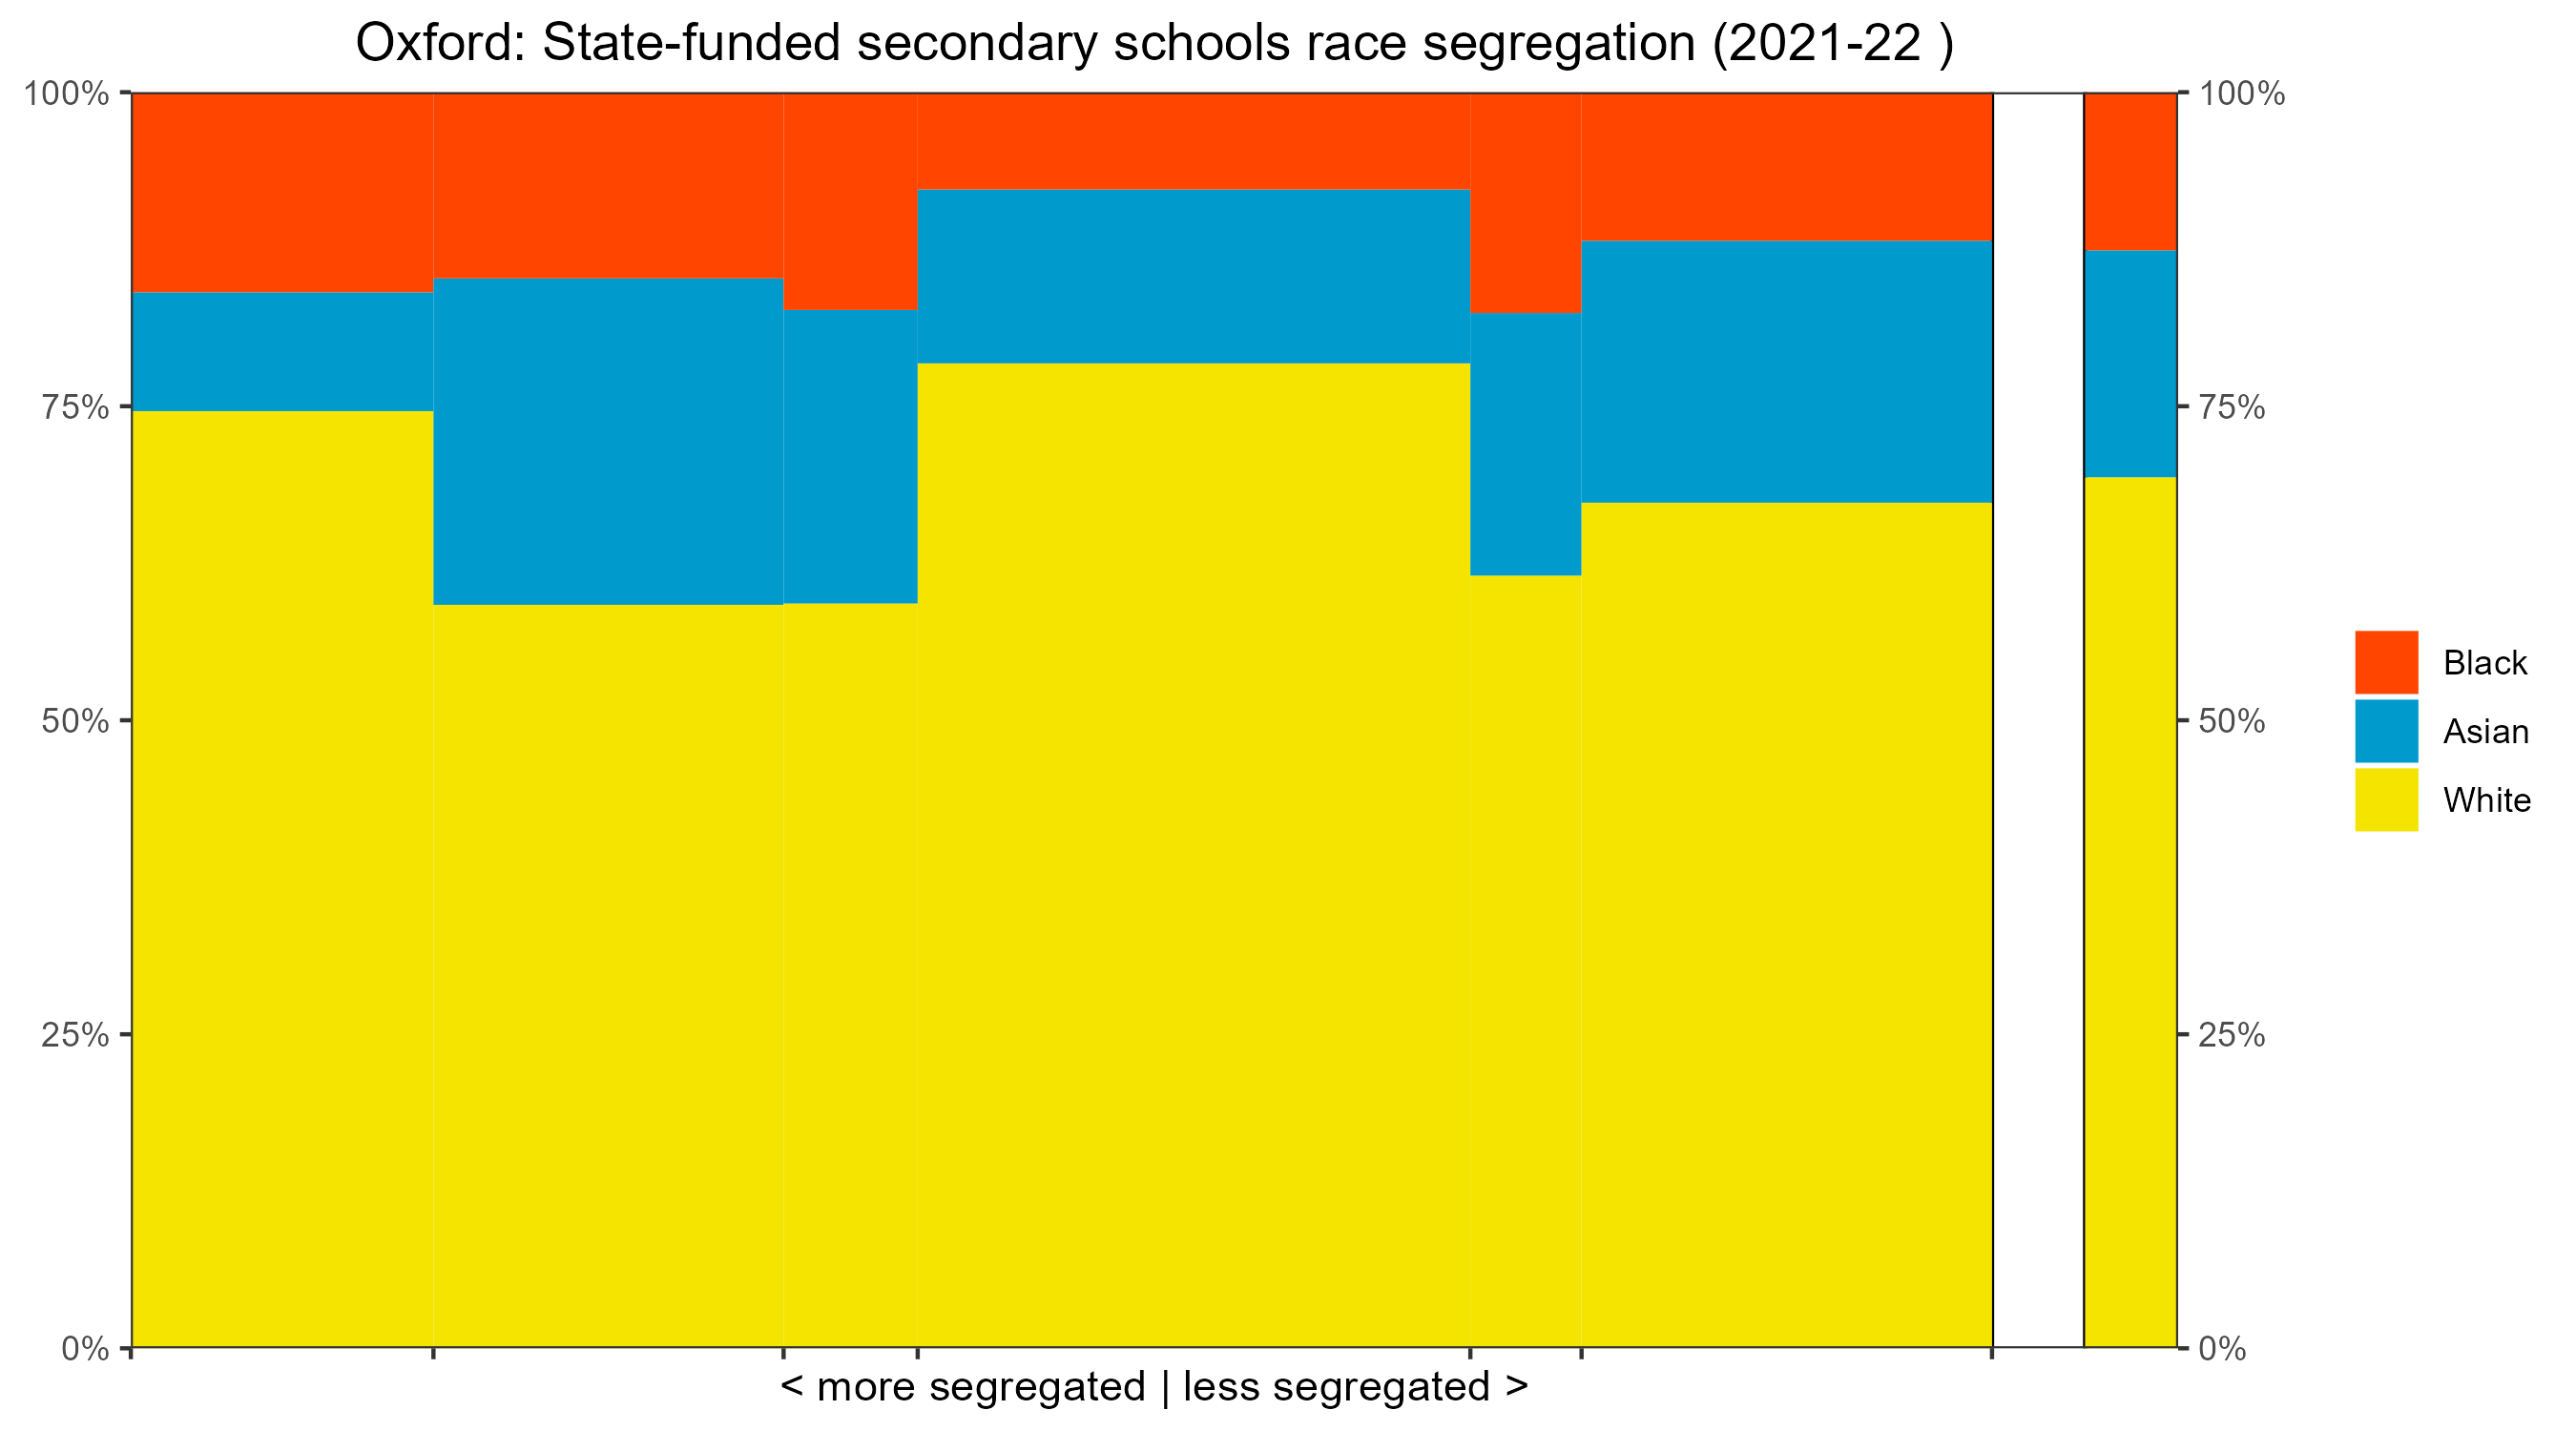 Oxford: State-funded secondary schools race segregation (2021-22 )
100%
75%
50%
25%
0%
100%
75%
50%
25%
0%
Black
Asian
White
< more segregated | less segregated >